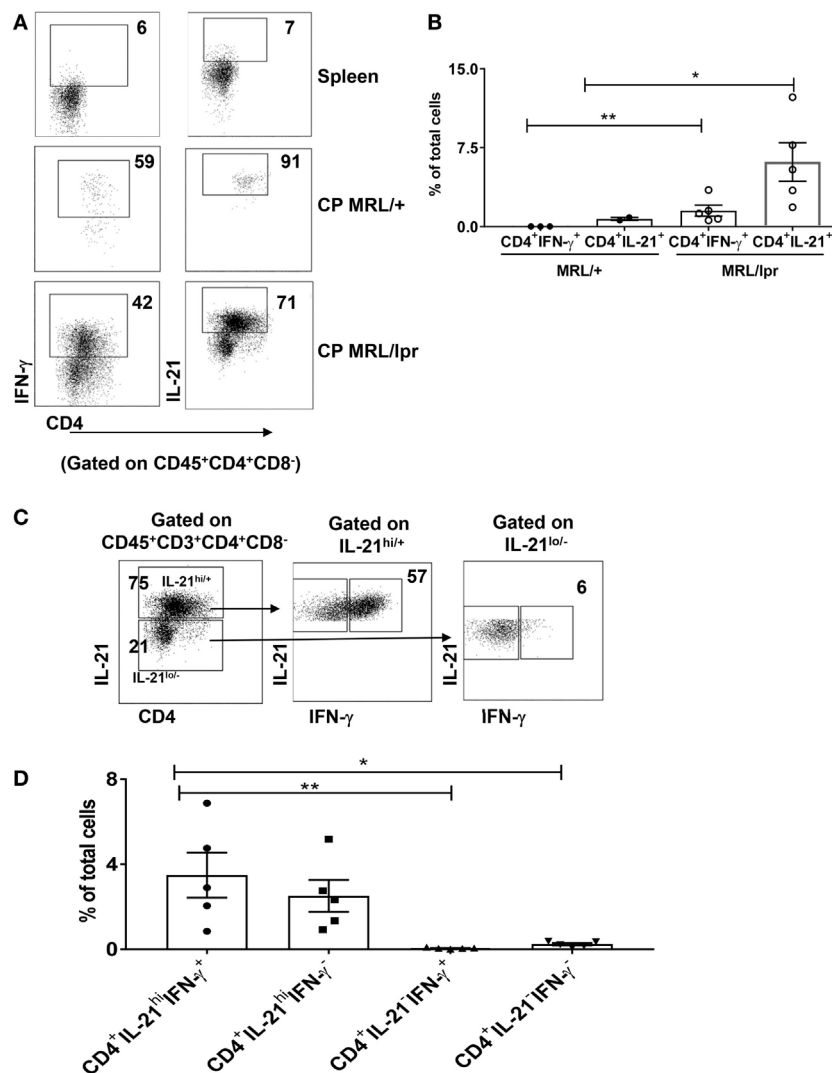 A
6
7
Spleen
59
91
CP MRL/+
42
71
CP MRL/lpr
IFN-γ
IL-21
CD4
(Gated on CD45⁺CD4⁺CD8⁻)
B
15.0
7.5
0.0
% of total cells
*
**
CD4⁺IFN-γ⁺ CD4⁺IL-21⁺ CD4⁺IFN-γ⁺ CD4⁺IL-21⁺
MRL/+ MRL/lpr
C
Gated on
CD45⁺CD3⁺CD4⁺CD8⁻
75 IL-21ʰⁱ/⁺
21
IL-21ˡᵒ/⁻
IL-21
CD4
Gated on
IL-21ʰⁱ/⁺
57
IL-21
IFN-γ
Gated on
IL-21ˡᵒ/⁻
6
IL-21
IFN-γ
D
8
4
0
% of total cells
*
**
CD4⁺IL-21ʰⁱIFN-γ⁺
CD4⁺IL-21ʰⁱIFN-γ⁻
CD4⁺IL-21⁻IFN-γ⁺
CD4⁺IL-21⁻IFN-γ⁻